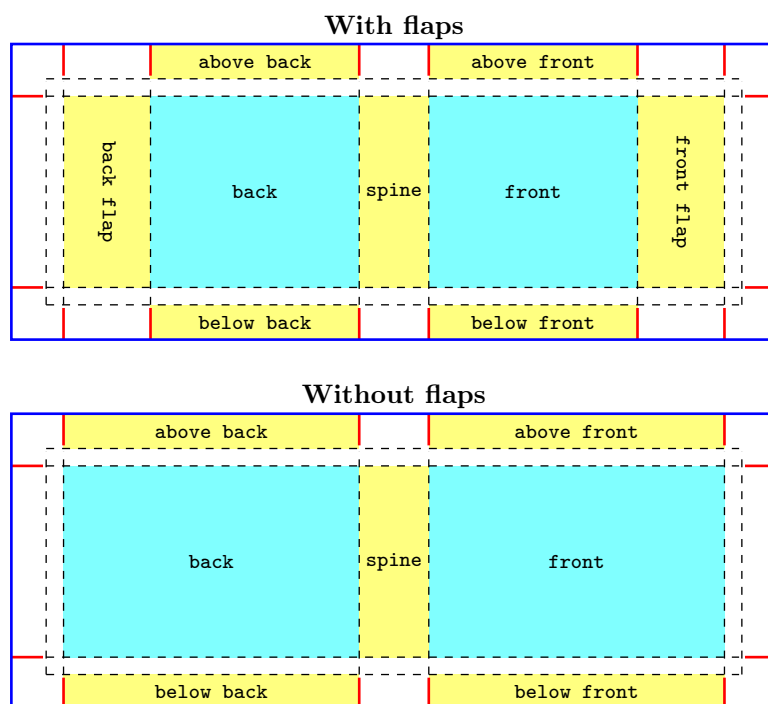 With flaps
above back
above front
back flap
back
spine
front
front flap
below back
below front
Without flaps
above back
above front
back
spine
front
below back
below front